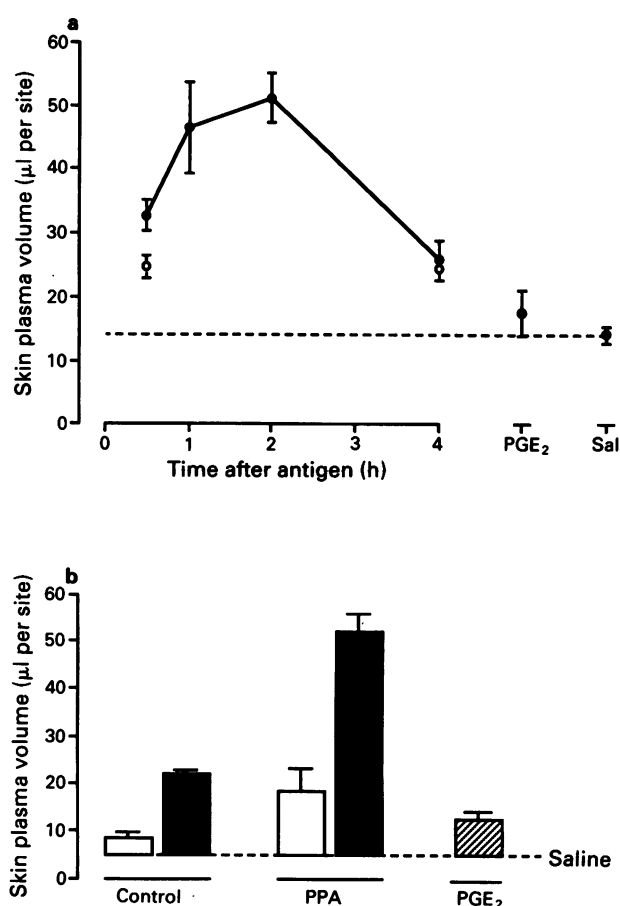 a
Skin plasma volume (μl per site)
60
50
40
30
20
10
0
0 1 2 3 4 PGE₂ Sal
Time after antigen (h)
b
Skin plasma volume (μl per site)
60
50
40
30
20
10
0
Saline
Control PPA PGE₂